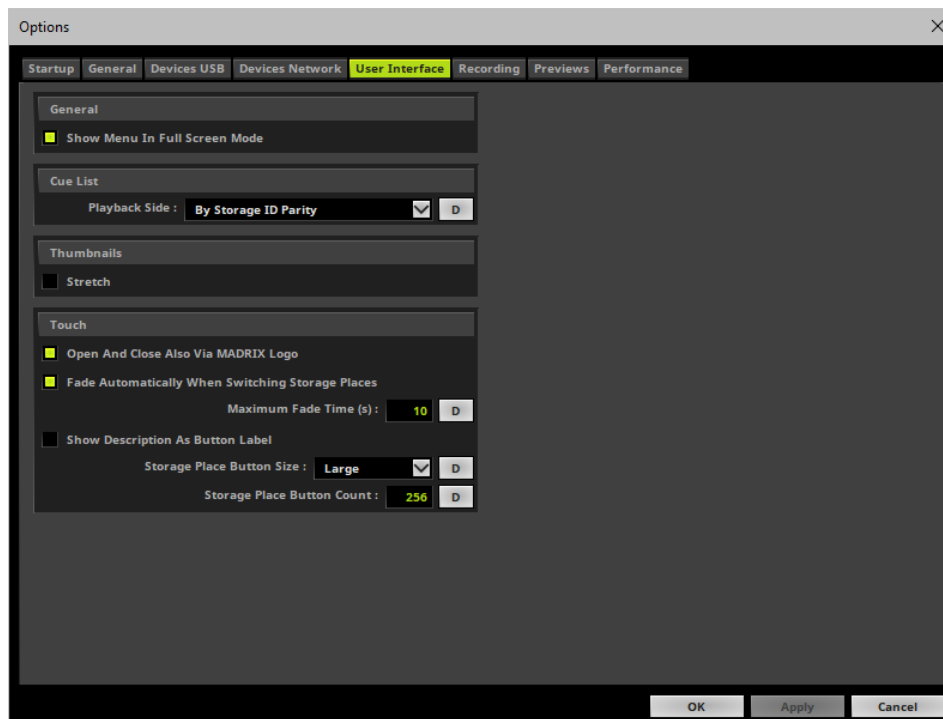 Options
Startup General Devices USB Devices Network User Interface Recording Previews Performance
General
Show Menu In Full Screen Mode
Cue List
Playback Side : By Storage ID Parity D
Thumbnails
Stretch
Touch
Open And Close Also Via MADRIX Logo
Fade Automatically When Switching Storage Places
Maximum Fade Time (s) : 10 D
Show Description As Button Label
Storage Place Button Size : Large D
Storage Place Button Count : 256 D
OK Apply Cancel